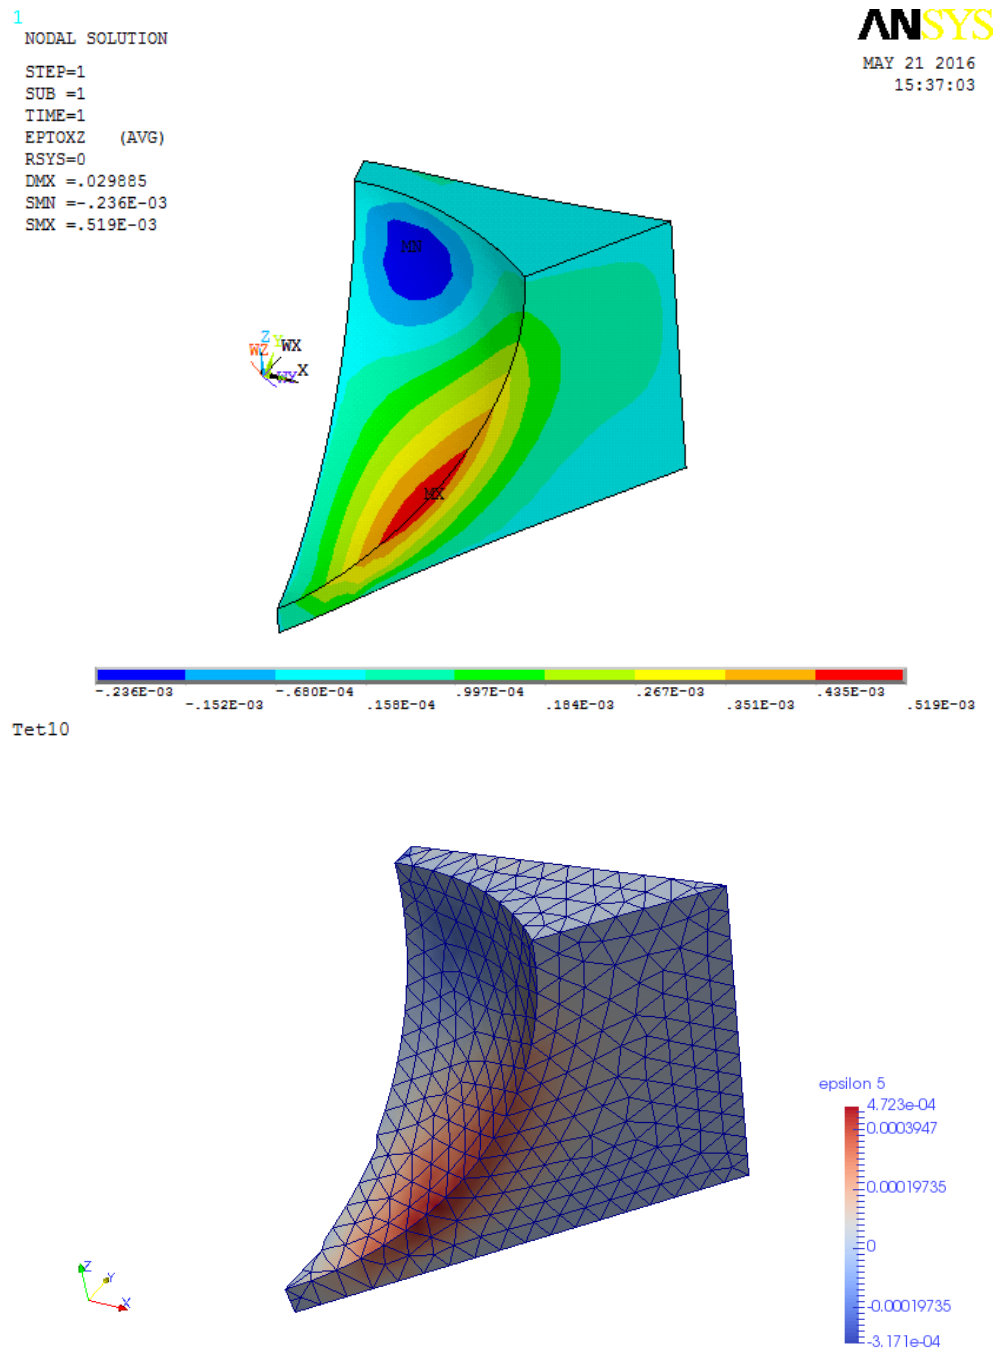 1
NODAL SOLUTION
ANSYS
MAY 21 2016
15:37:03
STEP=1
SUB =1
TIME=1
EPTOXZ (AVG)
RSYS=0
DMX =.029885
SMN =-.236E-03
SMX =.519E-03
MN
Z Y
WZ WX
WY X
MX
-.236E-03 -.680E-04 .997E-04 .267E-03 .435E-03
-.152E-03 .158E-04 .184E-03 .351E-03 .519E-03
Tet10
epsilon 5
4.723e-04
0.0003947
0.00019735
0
-0.00019735
-3.171e-04
Z
Y
X